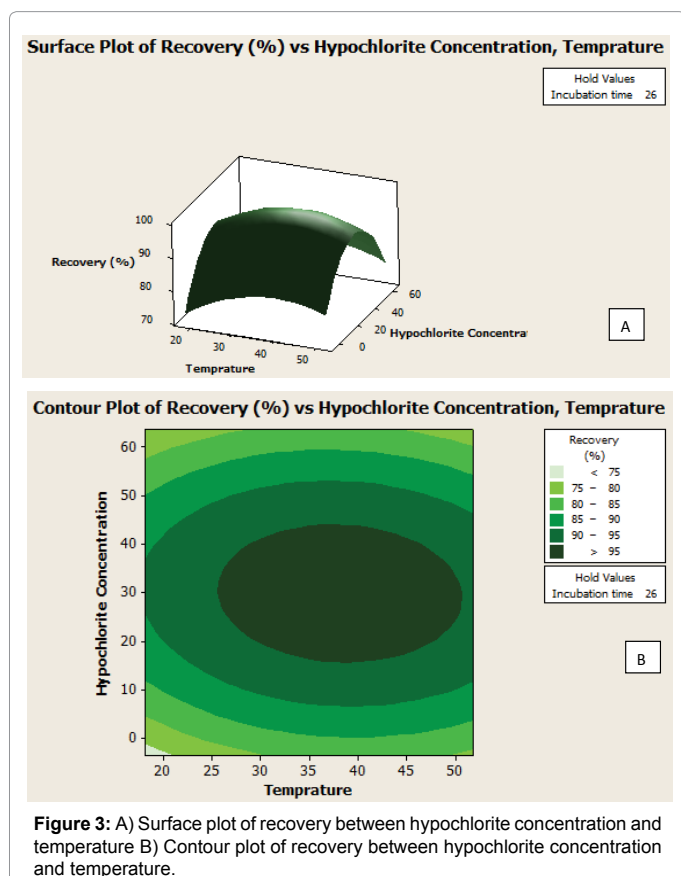 Surface Plot of Recovery (%) vs Hypochlorite Concentration, Temprature
Hold Values
Incubation time 26
100
90
80
70
Recovery (%)
20
30
40
50
Temprature
0
20
40
60
Hypochlorite Concentra
A
Contour Plot of Recovery (%) vs Hypochlorite Concentration, Temprature
60
50
40
30
20
10
0
Hypochlorite Concentration
20 25 30 35 40 45 50
Temprature
Recovery
(%)
< 75
75 – 80
80 – 85
85 – 90
90 – 95
> 95
Hold Values
Incubation time 26
B
Figure 3: A) Surface plot of recovery between hypochlorite concentration and
temperature B) Contour plot of recovery between hypochlorite concentration
and temperature.